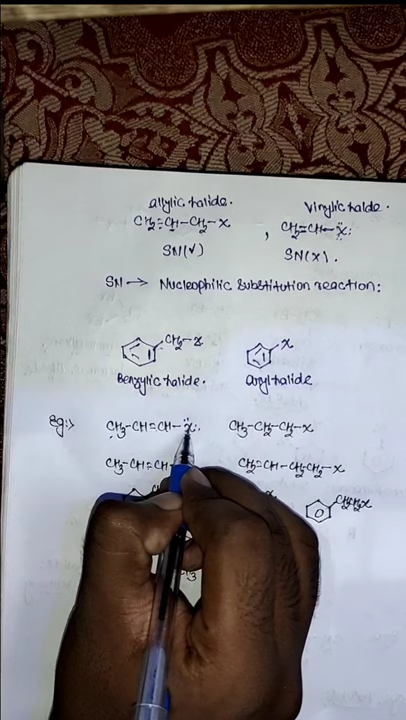 allylic halide.
Vinylic halide.
CH2=CH-CH2-X , CH2=CH-X:
SN(✓)
SN(X).
SN → Nucleophilic Substitution reaction:
CH2-X
X
Benzylic halide.
aryl halide
Eg:>
CH3-CH=CH-X:
CH3-CH2-CH2-X
CH3-CH=CH
CH2=CH-CH2CH2-X
CH2CH2X